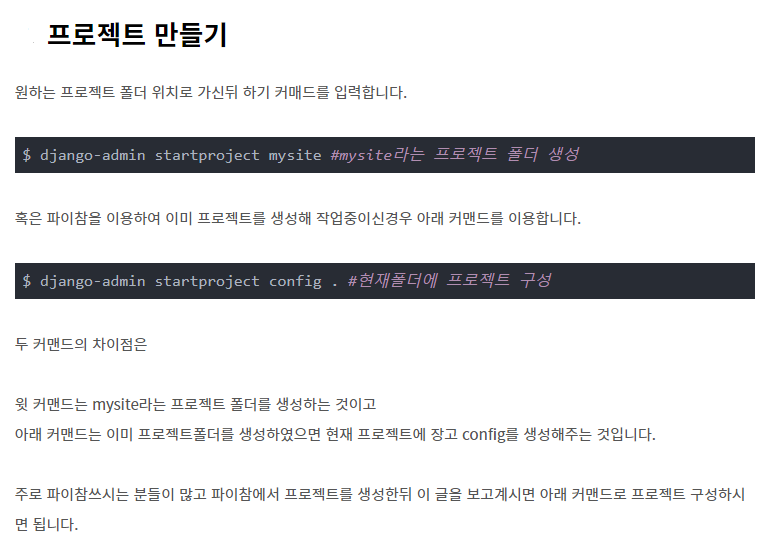 프로젝트 만들기
원하는 프로젝트 폴더 위치로 가신뒤 하기 커매드를 입력합니다.
$ django-admin startproject mysite #mysite라는 프로젝트 폴더 생성
혹은 파이참을 이용하여 이미 프로젝트를 생성해 작업중이신경우 아래 커맨드를 이용합니다.
$ django-admin startproject config . #현재폴더에 프로젝트 구성
두 커맨드의 차이점은
윗 커맨드는 mysite라는 프로젝트 폴더를 생성하는 것이고
아래 커맨드는 이미 프로젝트폴더를 생성하였으면 현재 프로젝트에 장고 config를 생성해주는 것입니다.
주로 파이참쓰시는 분들이 많고 파이참에서 프로젝트를 생성한뒤 이 글을 보고계시면 아래 커맨드로 프로젝트 구성하시
면 됩니다.